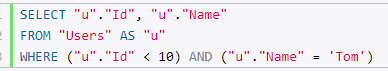 SELECT "u"."Id", "u"."Name"
FROM "Users" AS "u"
WHERE ("u"."Id" < 10) AND ("u"."Name" = 'Tom')